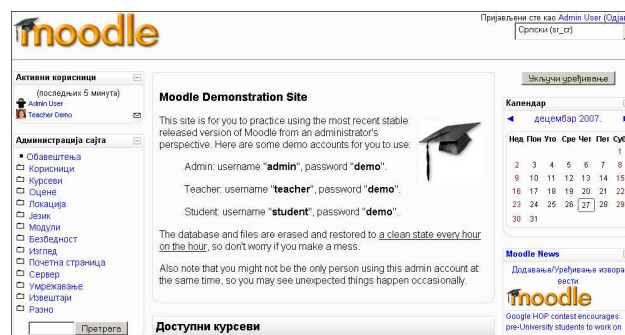 moodle
Пријављени сте као Admin User
Српски (sr_cr)
Активни корисници
(последњих 5 минута)
Admin User
Teacher Demo
Администрација сајта
Обавештења
Корисници
Курсеви
Оцене
Локација
Језик
Модули
Безбедност
Изглед
Почетна страница
Сервер
Умрежавање
Извештаји
Разно
Претрага
Moodle Demonstration Site
This site is for you to practice using the most recent stable
released version of Moodle from an administrator's
perspective. Here are some demo accounts for you to use:
Admin: username "admin", password "demo".
Teacher: username "teacher", password "demo".
Student: username "student", password "demo".
The database and files are erased and restored to a clean state every hour
on the hour, so don't worry if you make a mess.
Also note that you might not be the only person using this admin account at
the same time, so you may see unexpected things happen occasionally.
Доступни курсеви
Укључи уређивање
Календар
децембар 2007.
Нед Пон Уто Сре Чет Пет Суб
1
2 3 4 5 6 7 8
9 10 11 12 13 14 15
16 17 18 19 20 21 22
23 24 25 26 27 28 29
30 31
Moodle News
Додавање/Уређивање извора
вести
moodle
Google HOP contest encourages
pre-University students to work on